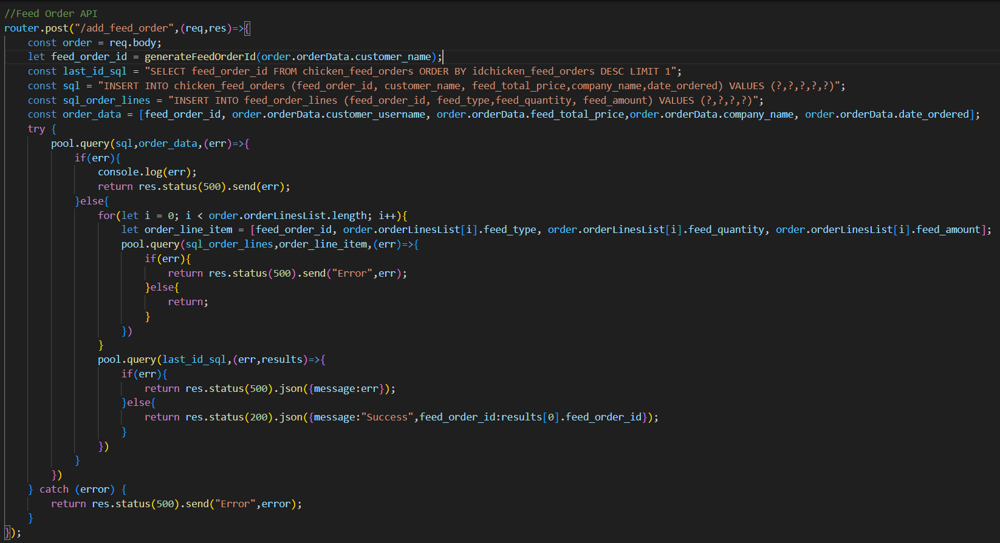 //Feed Order API
router.post("/add_feed_order",(req,res)=>{
    const order = req.body;
    let feed_order_id = generateFeedOrderId(order.orderData.customer_name);
    const last_id_sql = "SELECT feed_order_id FROM chicken_feed_orders ORDER BY idchicken_feed_orders DESC LIMIT 1";
    const sql = "INSERT INTO chicken_feed_orders (feed_order_id, customer_name, feed_total_price,company_name,date_ordered) VALUES (?,?,?,?,?)";
    const sql_order_lines = "INSERT INTO feed_order_lines (feed_order_id, feed_type,feed_quantity, feed_amount) VALUES (?,?,?,?)";
    const order_data = [feed_order_id, order.orderData.customer_username, order.orderData.feed_total_price,order.orderData.company_name, order.orderData.date_ordered];
    try {
        pool.query(sql,order_data,(err)=>{
            if(err){
                console.log(err);
                return res.status(500).send(err);
            }else{
                for(let i = 0; i < order.orderLinesList.length; i++){
                    let order_line_item = [feed_order_id, order.orderLinesList[i].feed_type, order.orderLinesList[i].feed_quantity, order.orderLinesList[i].feed_amount];
                    pool.query(sql_order_lines,order_line_item,(err)=>{
                        if(err){
                            return res.status(500).send("Error",err);
                        }else{
                            return;
                        }
                    })
                }
                pool.query(last_id_sql,(err,results)=>{
                    if(err){
                        return res.status(500).json({message:err});
                    }else{
                        return res.status(200).json({message:"Success",feed_order_id:results[0].feed_order_id});
                    }
                })
            }
        })
    } catch (error) {
        return res.status(500).send("Error",error);
    }
});